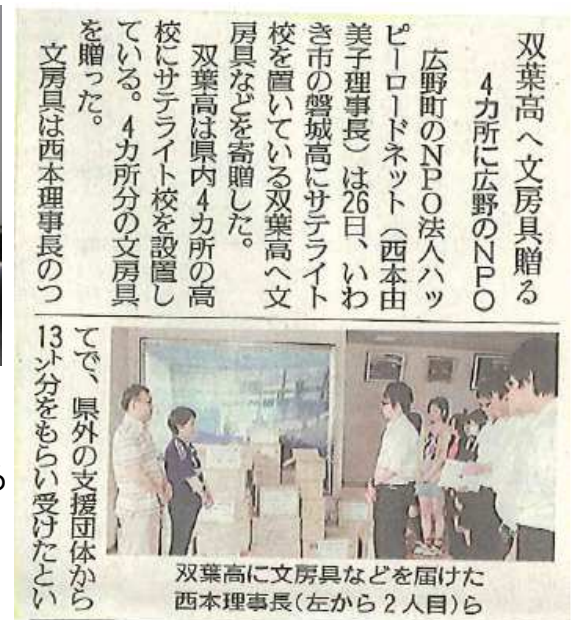 双葉高へ文房具贈る
4カ所に広野のNPO
広野町のNPO法人ハッ
ピーロードネット(西本由
美子理事長)は26日、いわ
き市の磐城高にサテライト
校を置いている双葉高へ文
房具などを寄贈した。
双葉高は県内4カ所の高
校にサテライト校を設置し
ている。4カ所分の文房具
を贈った。
文房具は西本理事長のつ
てで、県外の支援団体から
13㌧分をもらい受けたとい
双葉高に文房具などを届けた
西本理事長(左から2人目)ら